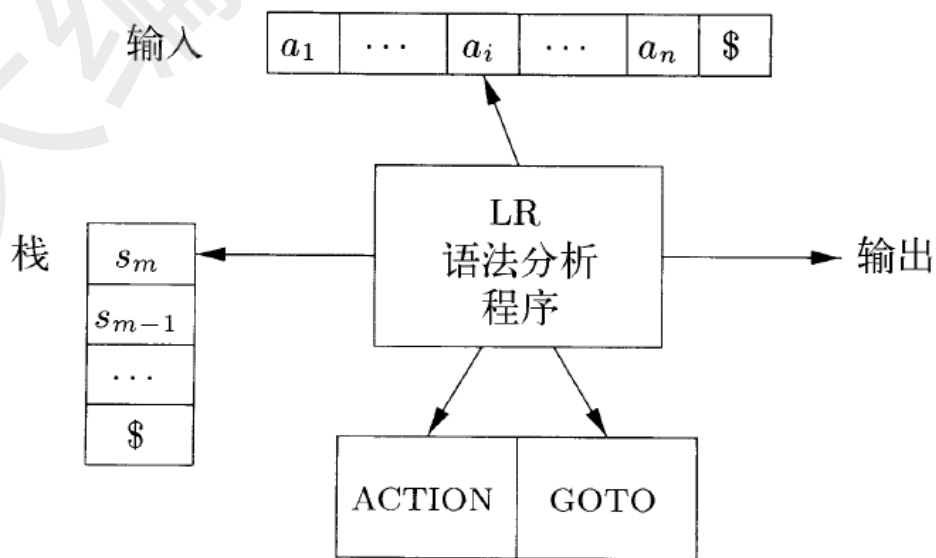 输入 a1 ... ai ... an $
LR
语法分析
程序
栈
sm
sm-1
...
$
输出
ACTION GOTO